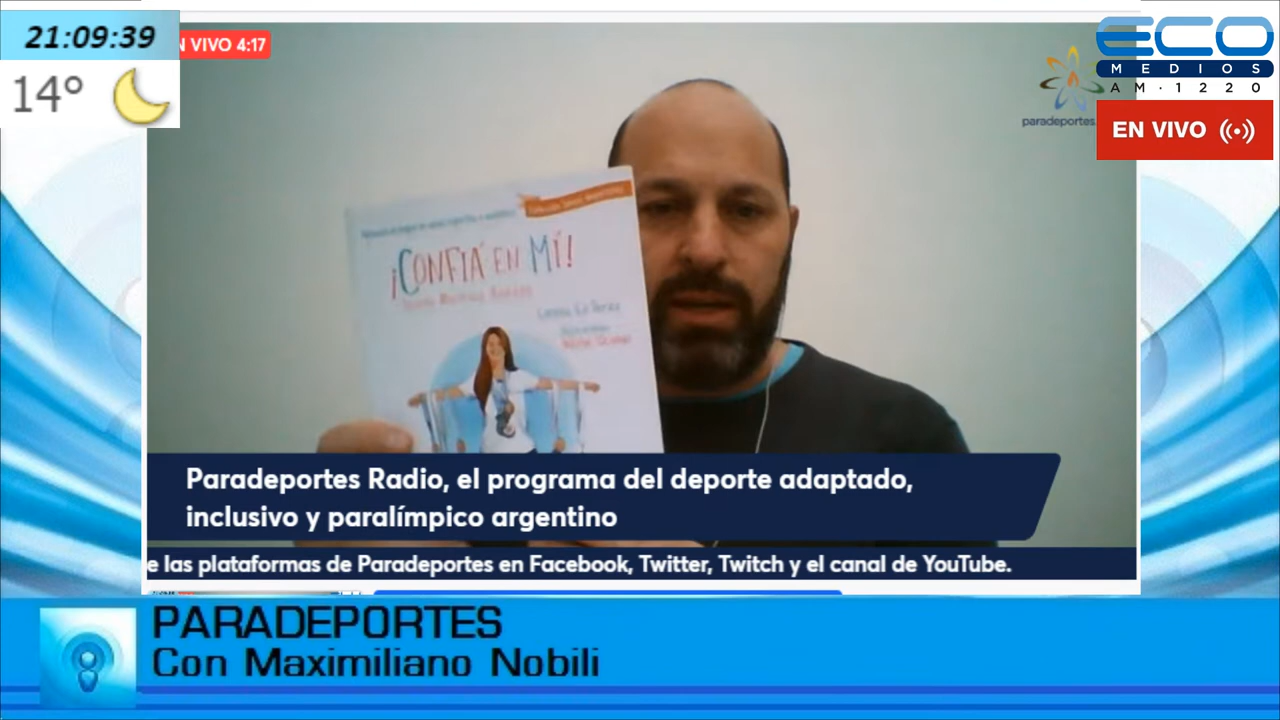 21:09:39
N VIVO 4:17
14°
ECO
MEDIOS
AM·1220
paradeportes
EN VIVO
¡CONFIÁ EN MÍ!
Paradeportes Radio, el programa del deporte adaptado,
inclusivo y paralímpico argentino
e las plataformas de Paradeportes en Facebook, Twitter, Twitch y el canal de YouTube.
PARADEPORTES
Con Maximiliano Nobili